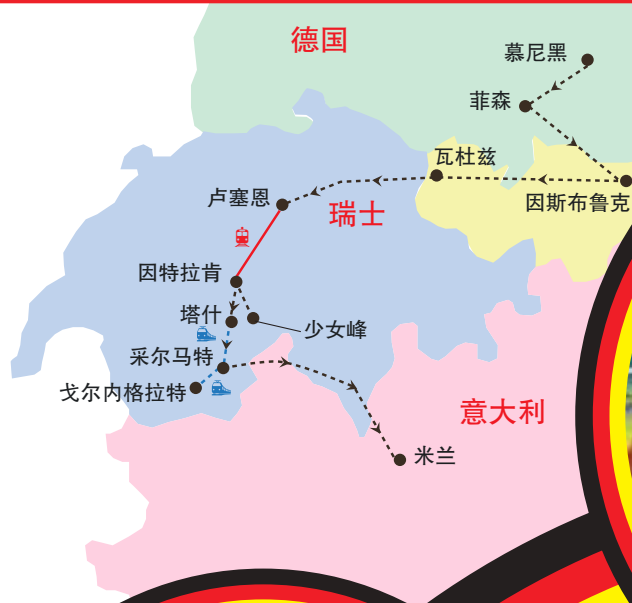 德国
慕尼黑
菲森
瓦杜兹
因斯布鲁克
卢塞恩
瑞士
因特拉肯
塔什
少女峰
采尔马特
戈尔内格拉特
意大利
米兰